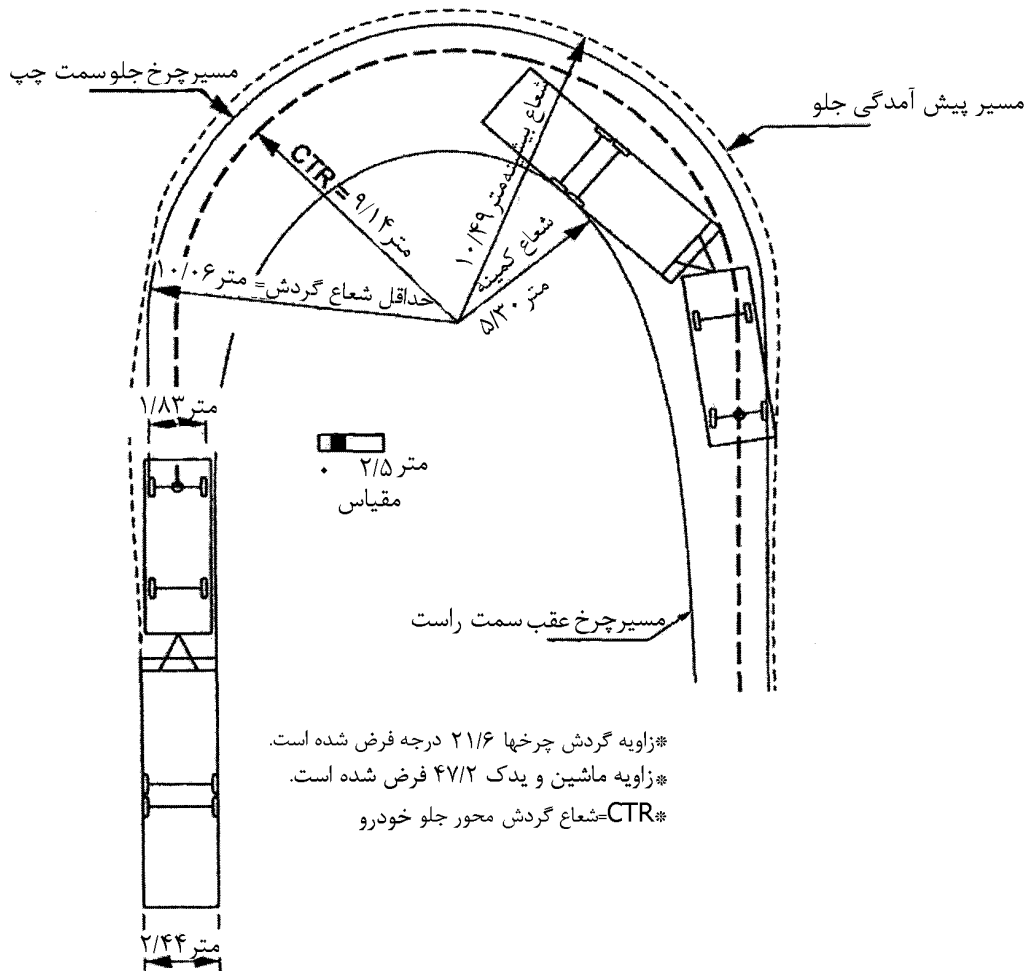 مسیر چرخ جلو سمت چپ
مسیر پیش آمدگی جلو
CTR = ۹/۱۴ متر
شعاع بیشینه متر ۱۰/۴۹
شعاع کمینه
۵/۳۰ متر
حداقل شعاع گردش= متر ۱۰/۰۶
متر ۱/۸۳
متر ۲/۵
۰
مقیاس
مسیر چرخ عقب سمت راست
*زاویه گردش چرخها ۲۱/۶ درجه فرض شده است.
*زاویه ماشین و یدک ۴۷/۲ فرض شده است.
*CTR=شعاع گردش محور جلو خودرو
متر ۲/۴۴